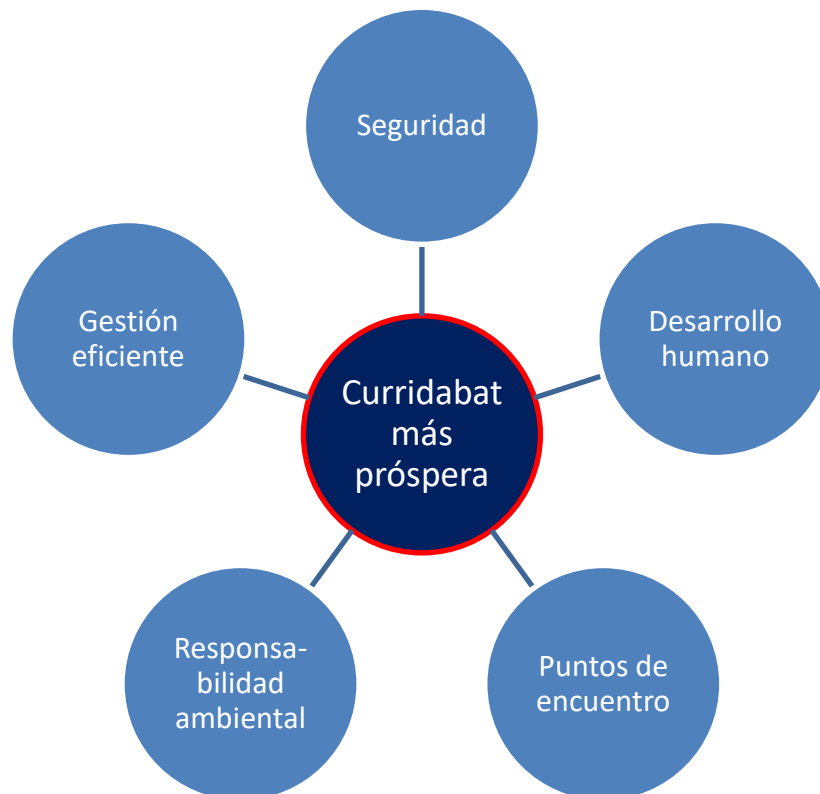 Seguridad
Gestión
eficiente
Desarrollo
humano
Curridabat
más
próspera
Responsa-
bilidad
ambiental
Puntos de
encuentro